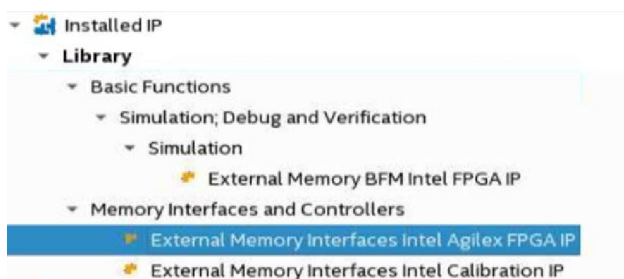 Installed IP
Library
Basic Functions
Simulation; Debug and Verification
Simulation
External Memory BFM Intel FPGA IP
Memory Interfaces and Controllers
External Memory Interfaces Intel Agilex FPGA IP
External Memory Interfaces Intel Calibration IP